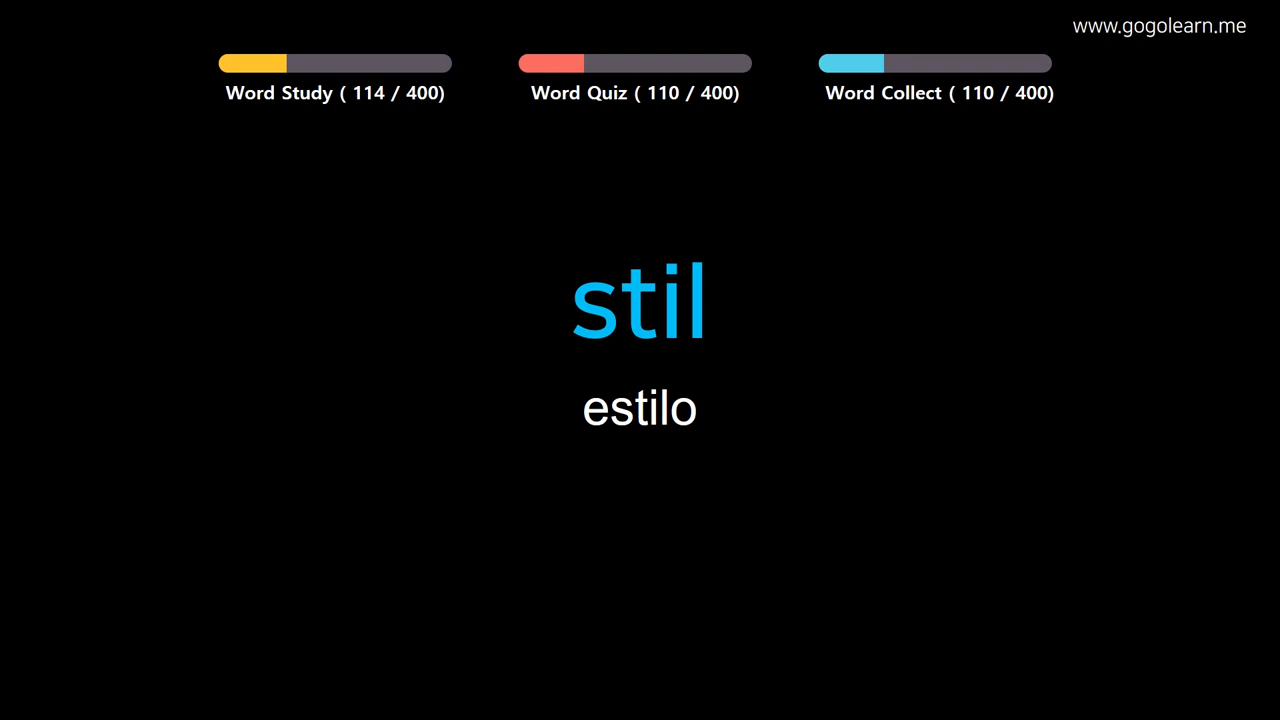 www.gogolearn.me
Word Study ( 114 / 400)
Word Quiz ( 110 / 400)
Word Collect ( 110 / 400)
stil
estilo